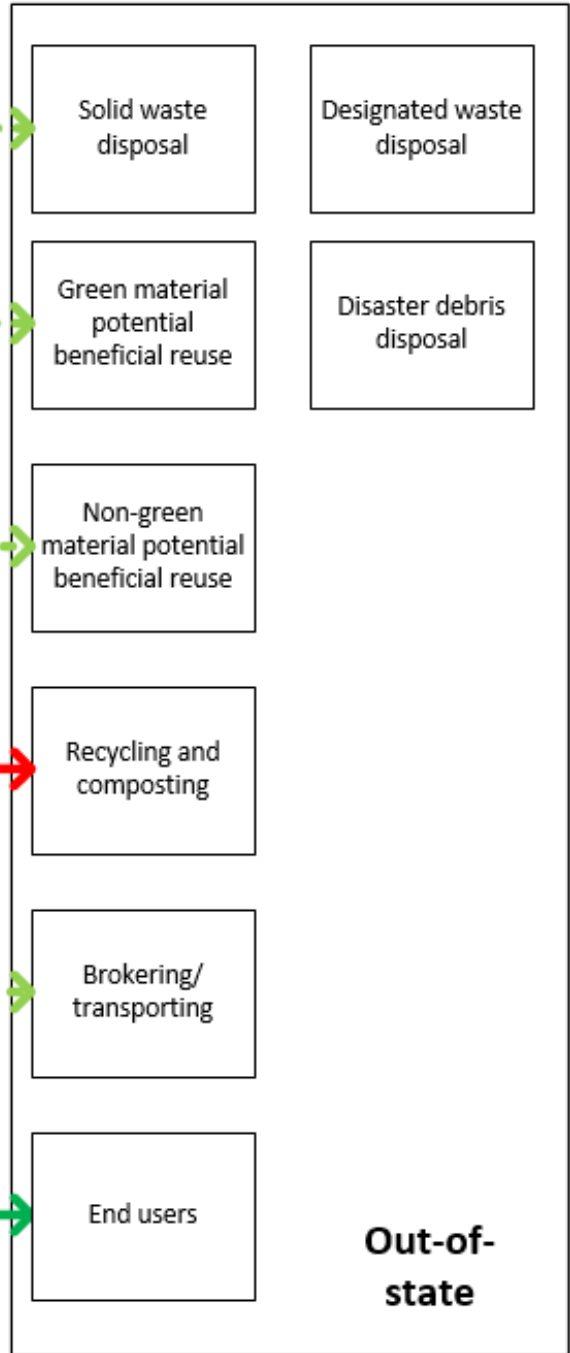 Solid waste
disposal
Designated waste
disposal
Green material
potential
beneficial reuse
Disaster debris
disposal
Non-green
material potential
beneficial reuse
Recycling and
composting
Brokering/
transporting
End users
Out-of-
state